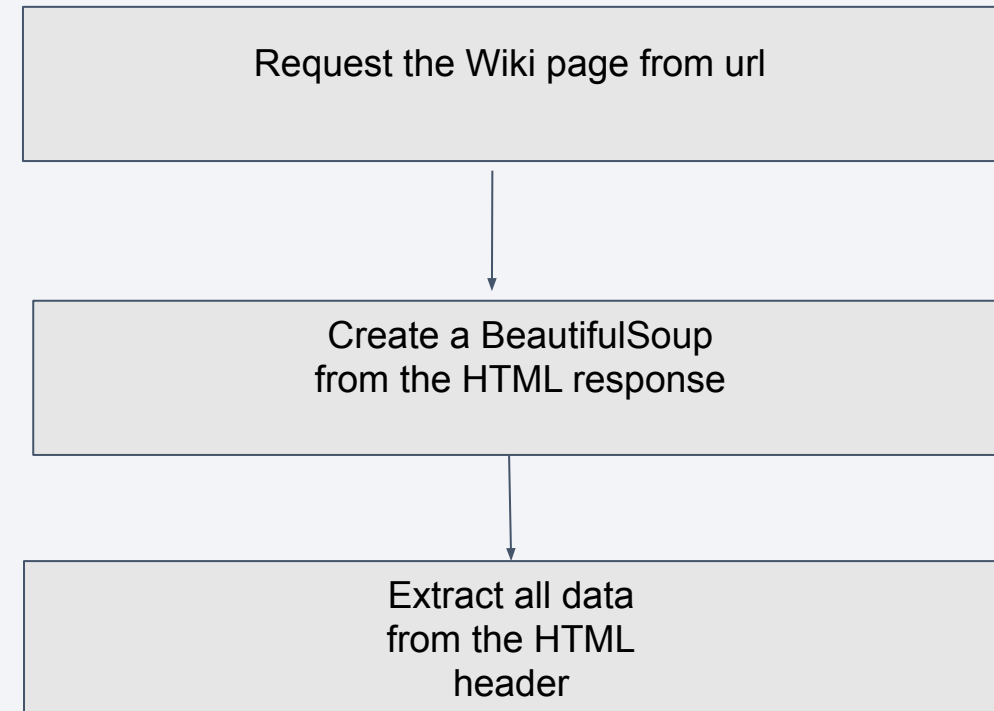 Request the Wiki page from url
Create a BeautifulSoup
from the HTML response
Extract all data
from the HTML
header